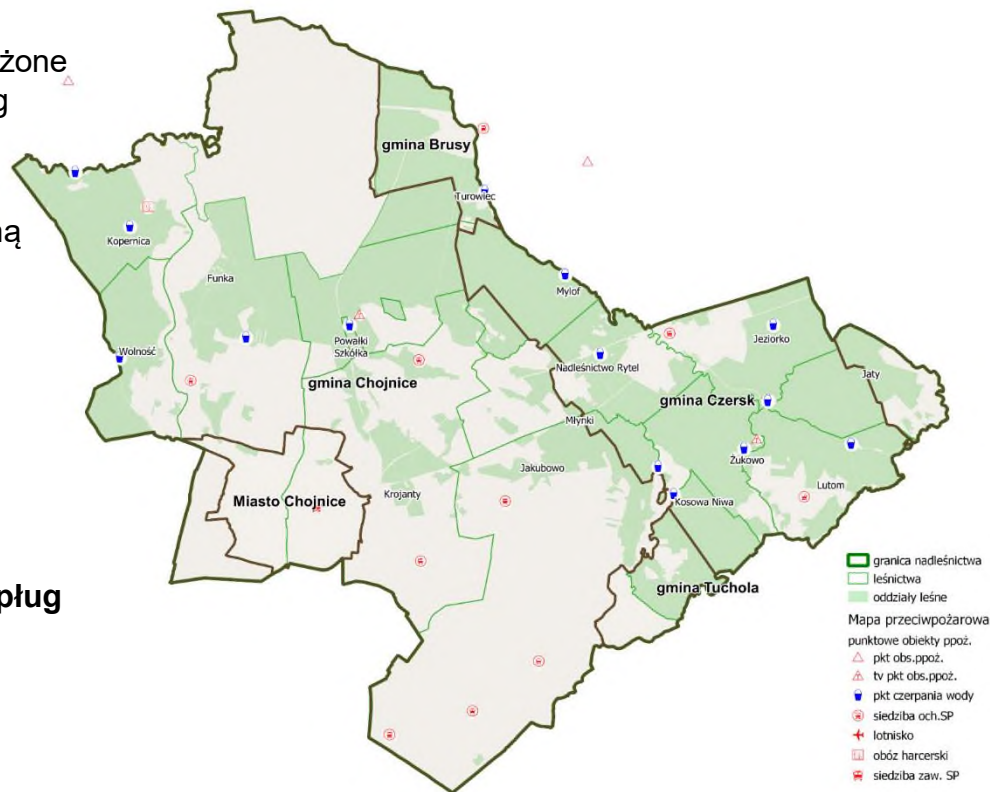 żone
g
ną
pług
gmina Brusy
Turowiec
Kopernica
Funka
Mylof
Wolność
Powałki
Szkółka
Jeziorko
Nadleśnictwo Rytel
Jaty
gmina Chojnice
gmina Czersk
Młynki
Żukowo
Jakubowo
Lutom
Miasto Chojnice
Krojanty
Kosowa Niwa
gmina Tuchola
granica nadleśnictwa
leśnictwa
oddziały leśne
Mapa przeciwpożarowa
punktowe obiekty ppoż.
pkt obs.ppoż.
tv pkt obs.ppoż.
pkt czerpania wody
siedziba och.SP
lotnisko
obóz harcerski
siedziba zaw. SP